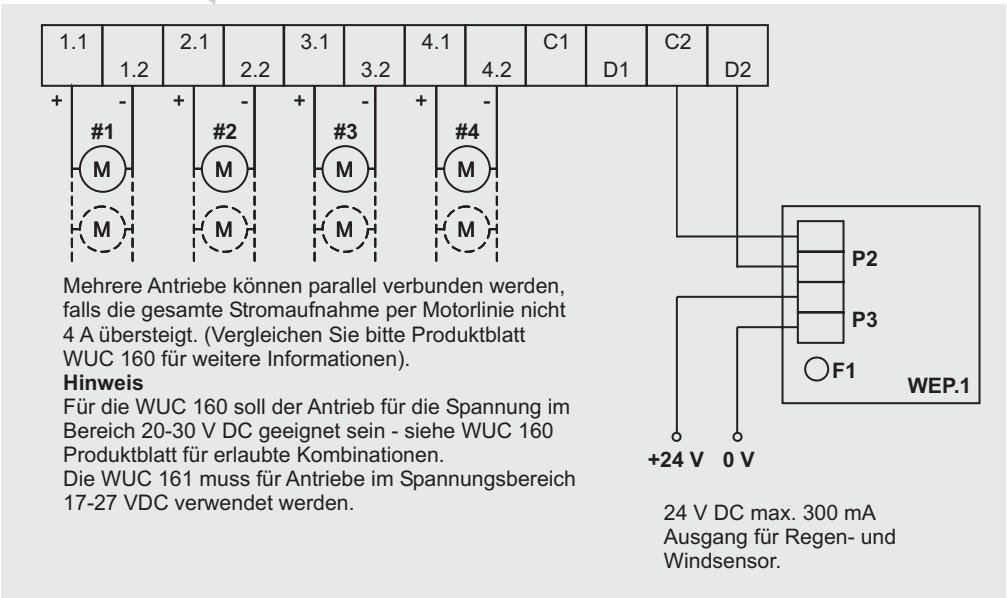 1.1 2.1 3.1 4.1 C1 C2
1.2 2.2 3.2 4.2 D1 D2
+ - + - + - + -
#1 #2 #3 #4
M M M M
M M M M
Mehrere Antriebe können parallel verbunden werden,
falls die gesamte Stromaufnahme per Motorlinie nicht
4 A übersteigt. (Vergleichen Sie bitte Produktblatt
WUC 160 für weitere Informationen).
Hinweis
Für die WUC 160 soll der Antrieb für die Spannung im
Bereich 20-30 V DC geeignet sein - siehe WUC 160
Produktblatt für erlaubte Kombinationen.
Die WUC 161 muss für Antriebe im Spannungsbereich
17-27 VDC verwendet werden.
P2
P3
F1
WEP.1
+24 V 0 V
24 V DC max. 300 mA
Ausgang für Regen- und
Windsensor.